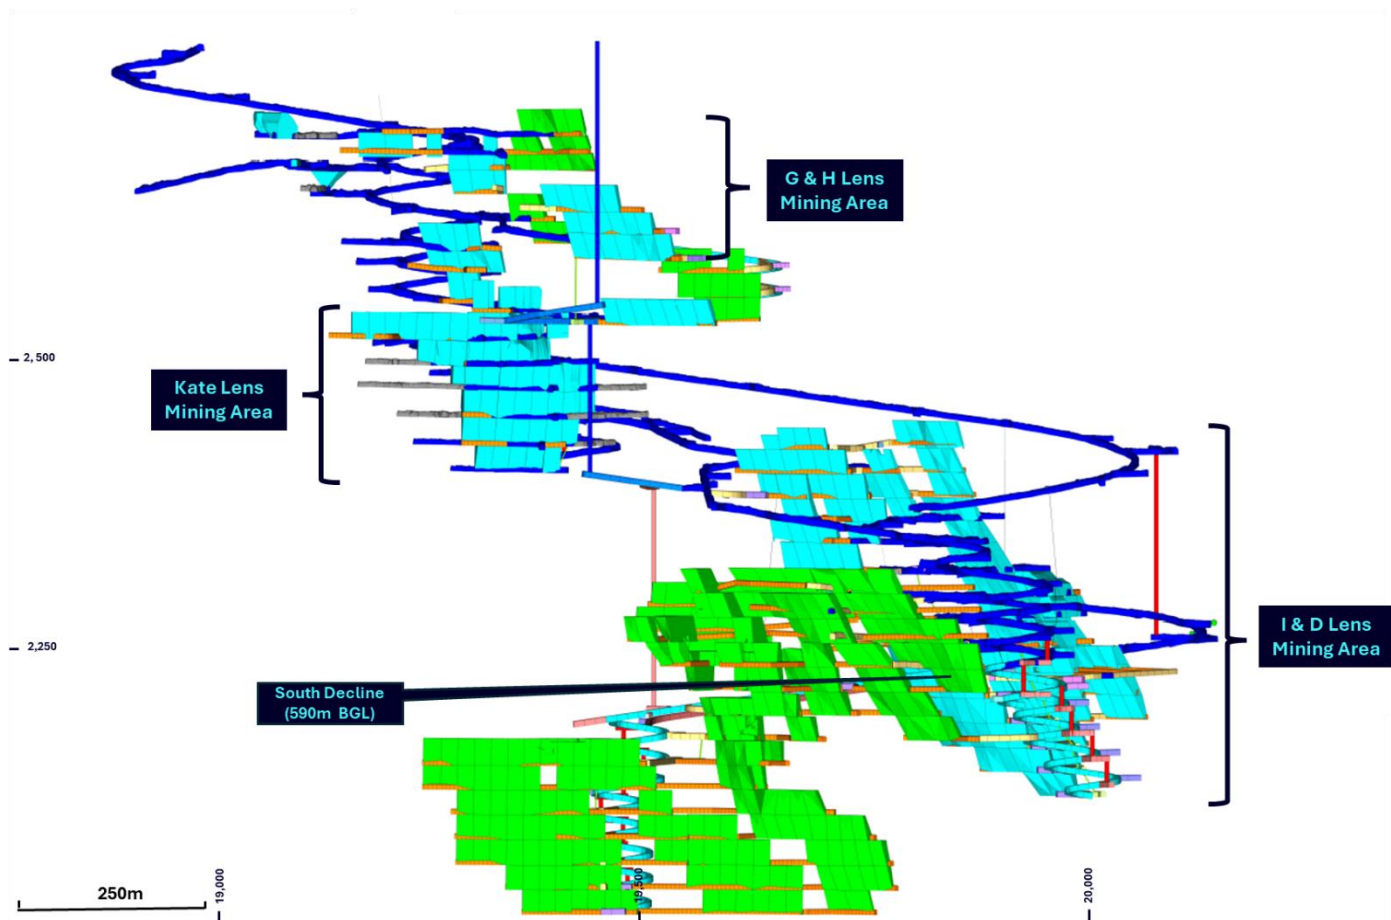 G & H Lens
Mining Area
2,500
Kate Lens
Mining Area
I & D Lens
Mining Area
2,250
South Decline
(590m BGL)
250m
19,000
19,500
20,000